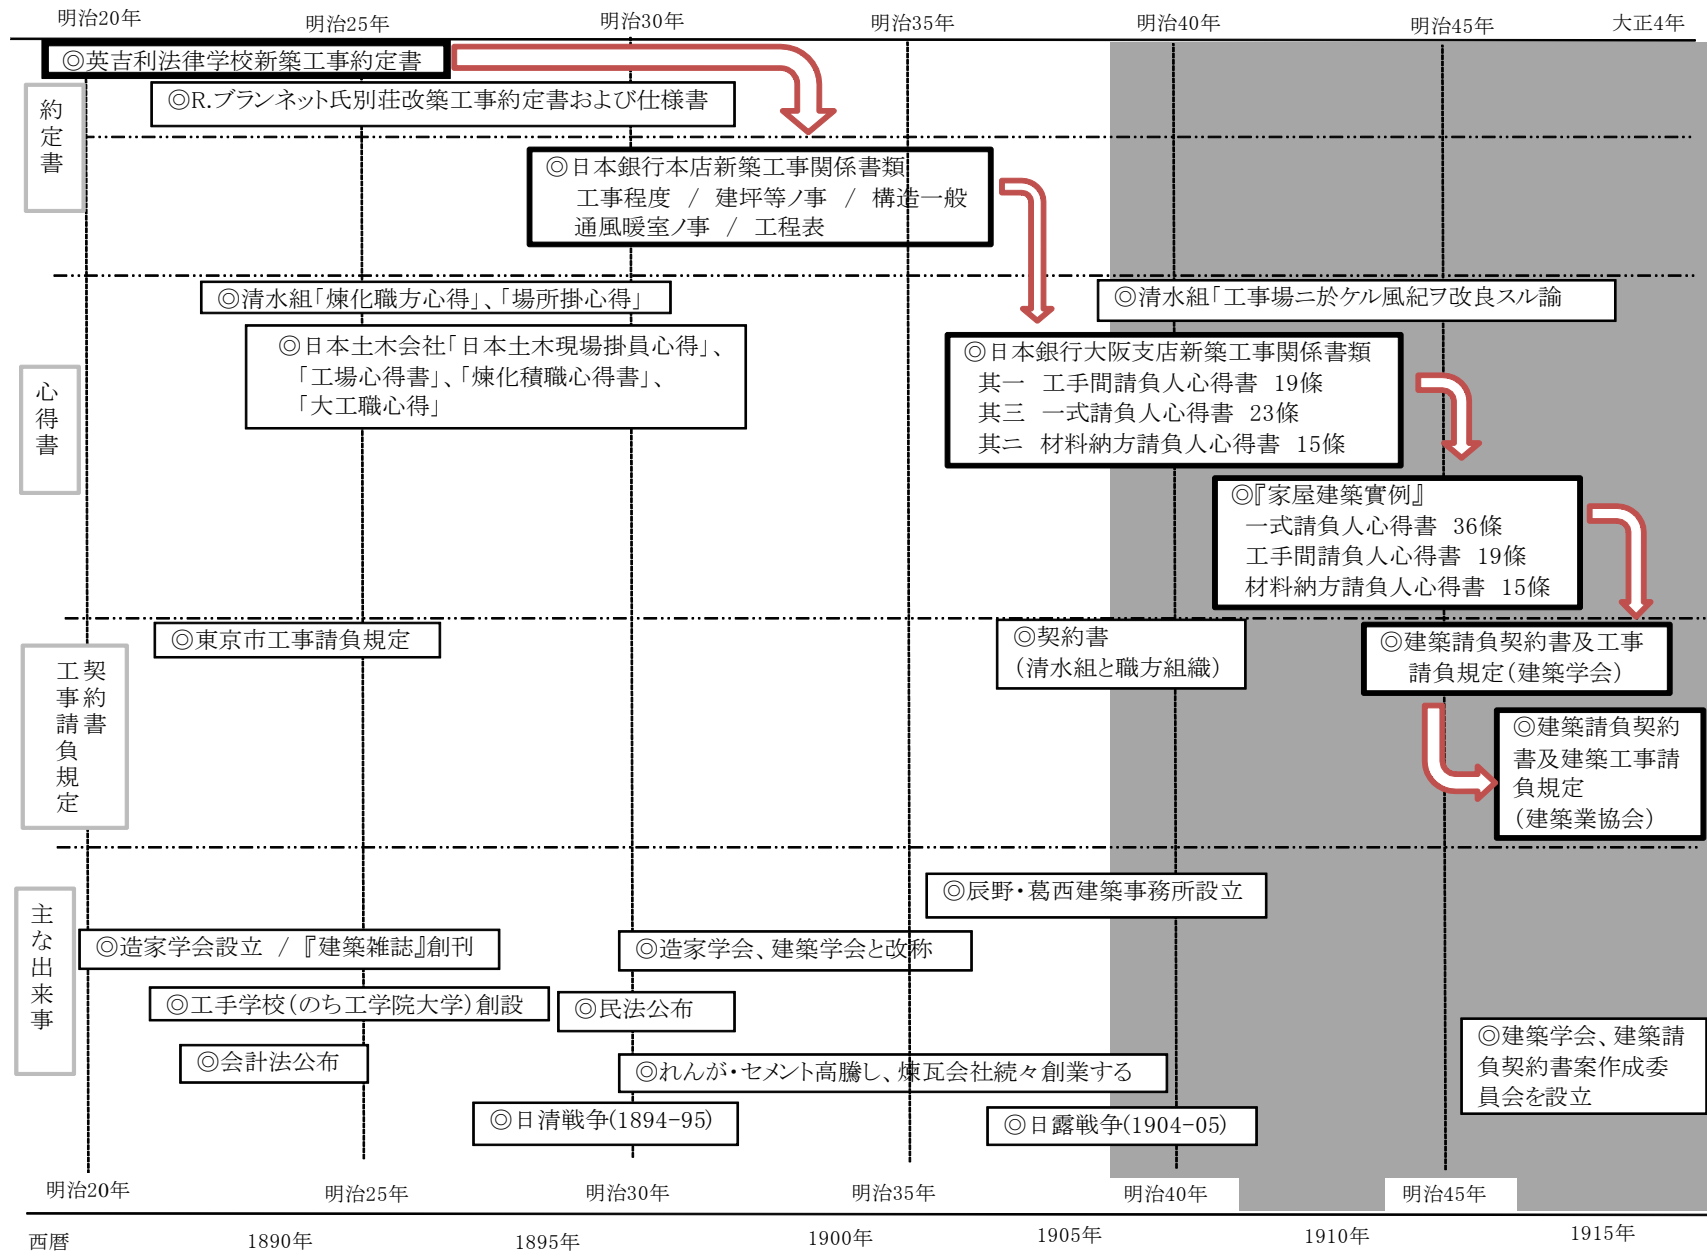 明治20年
明治25年
明治30年
明治35年
明治40年
明治45年
大正4年
約定書
◎英吉利法律学校新築工事約定書
◎R.ブランネット氏別荘改築工事約定書および仕様書
◎日本銀行本店新築工事関係書類
工事程度 / 建坪等ノ事 / 構造一般
通風暖室ノ事 / 工程表
心得書
◎清水組「煉化職方心得」、「場所掛心得」
◎清水組「工事場ニ於ケル風紀ヲ改良スル諭
◎日本土木会社「日本土木現場掛員心得」、
「工場心得書」、「煉化積職心得書」、
「大工職心得」
◎日本銀行大阪支店新築工事関係書類
其一 工手間請負人心得書 19條
其三 一式請負人心得書 23條
其ニ 材料納方請負人心得書 15條
◎『家屋建築實例』
一式請負人心得書 36條
工手間請負人心得書 19條
材料納方請負人心得書 15條
契約書
工事請負規定
◎東京市工事請負規定
◎契約書
(清水組と職方組織)
◎建築請負契約書及工事
請負規定(建築学会)
◎建築請負契約
書及建築工事請
負規定
(建築業協会)
主な出来事
◎辰野・葛西建築事務所設立
◎造家学会設立 / 『建築雑誌』創刊
◎造家学会、建築学会と改称
◎工手学校(のち工学院大学)創設
◎民法公布
◎会計法公布
◎れんが・セメント高騰し、煉瓦会社続々創業する
◎建築学会、建築請
負契約書案作成委
員会を設立
◎日清戦争(1894-95)
◎日露戦争(1904-05)
明治20年
明治25年
明治30年
明治35年
明治40年
明治45年
西暦
1890年
1895年
1900年
1905年
1910年
1915年